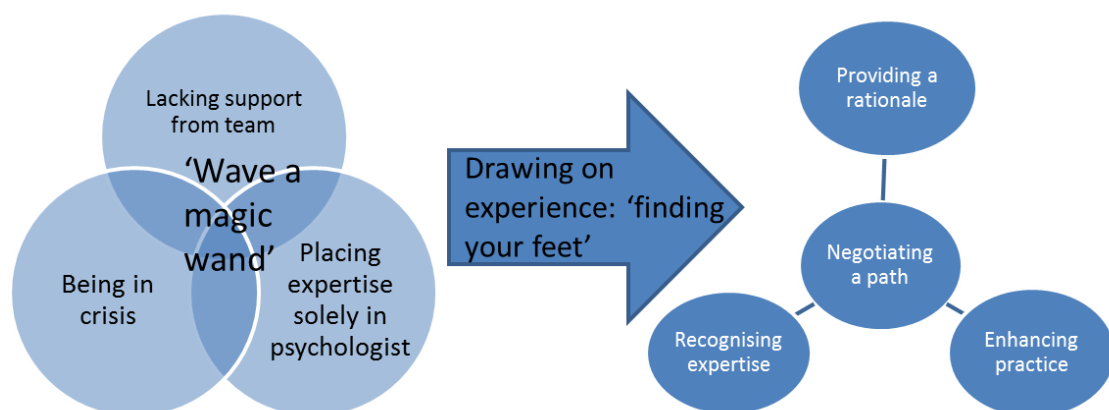 Lacking support
from team
‘Wave a
magic
wand’
Being in
crisis
Placing
expertise
solely in
psychologist
Drawing on
experience: ‘finding
your feet’
Providing a
rationale
Negotiating
a path
Recognising
expertise
Enhancing
practice